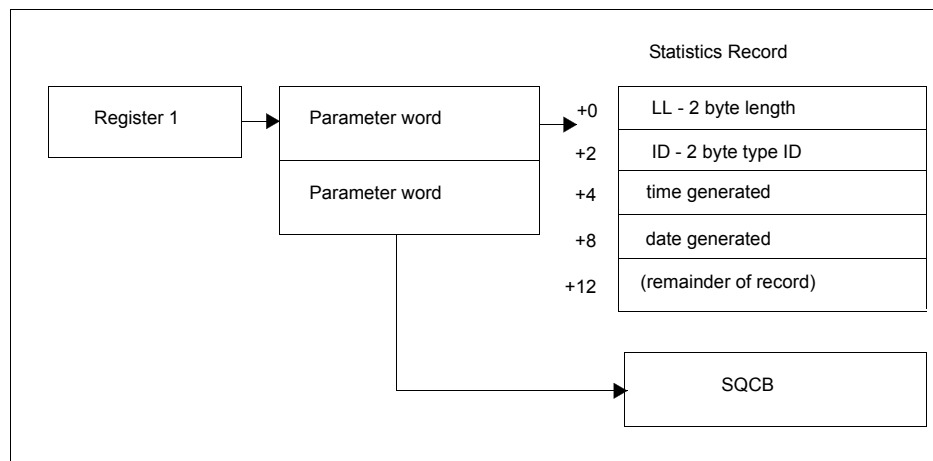 Statistics Record
Register 1
Parameter word
Parameter word
+0
LL - 2 byte length
+2
ID - 2 byte type ID
+4
time generated
+8
date generated
+12
(remainder of record)
SQCB